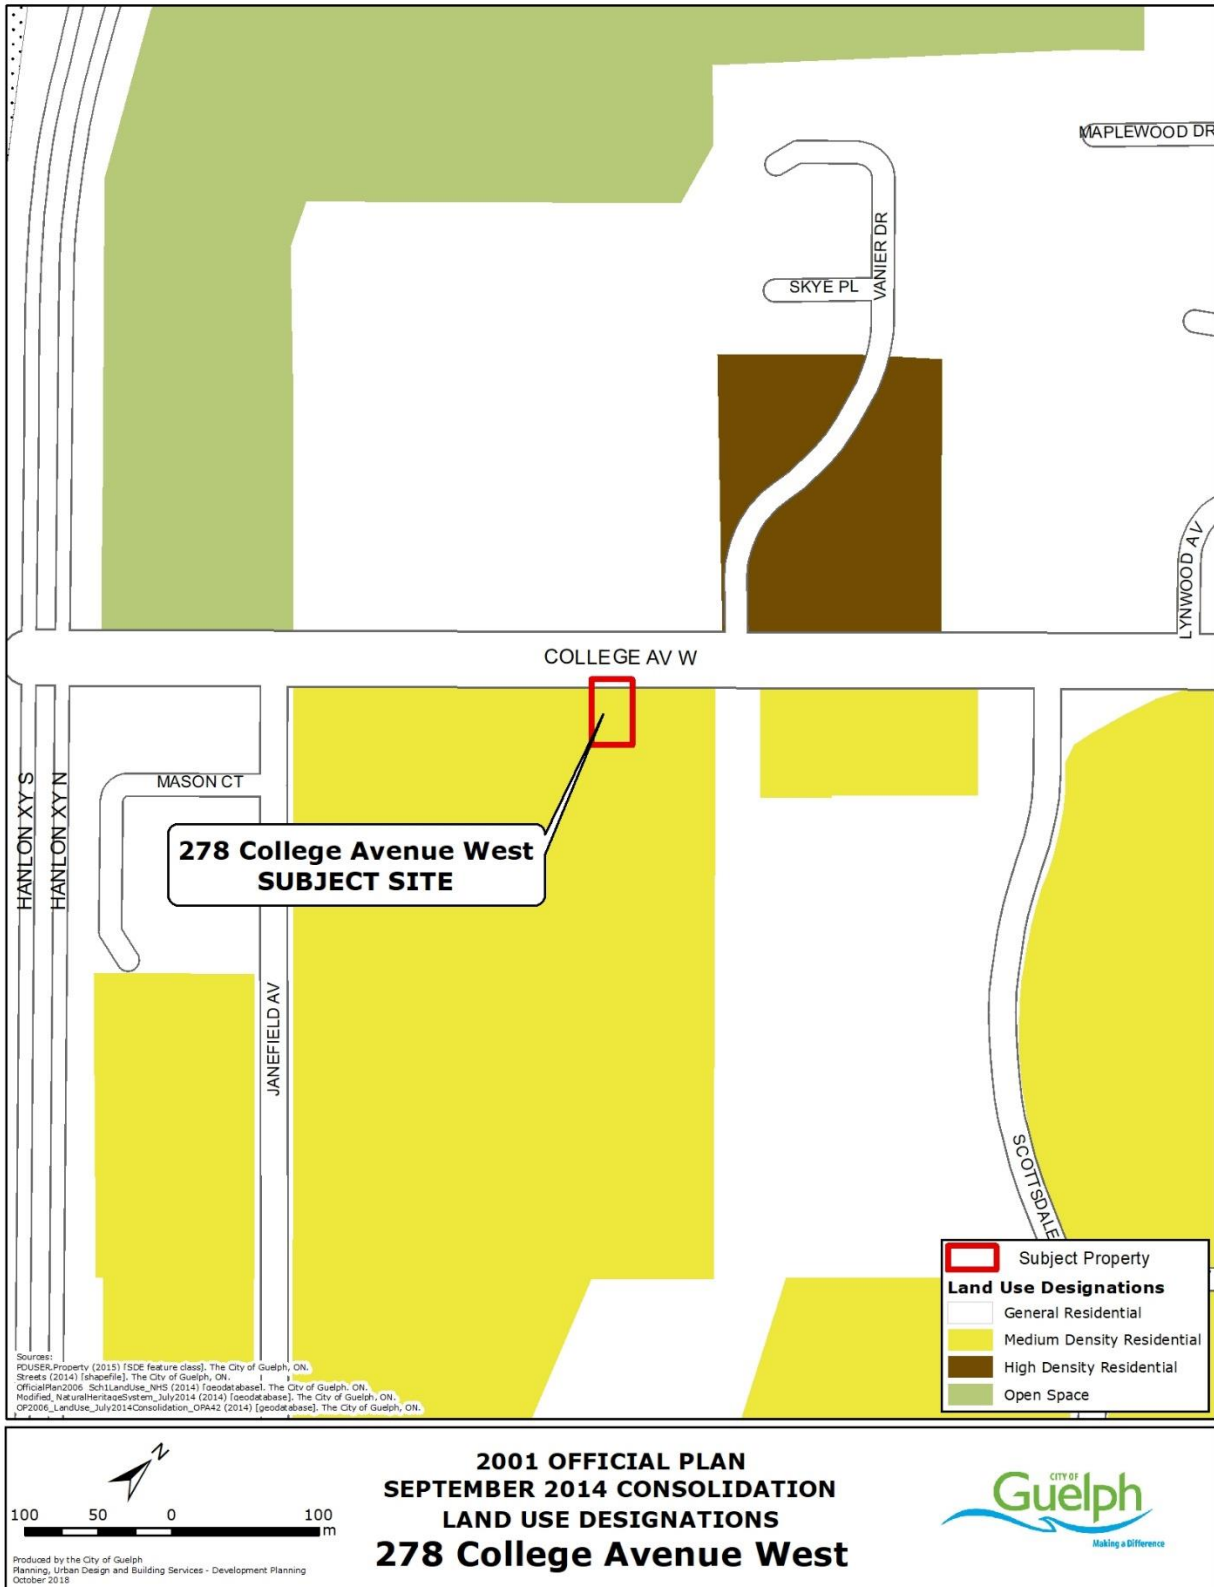 MAPLEWOOD DR
VANIER DR
SKYE PL
LYNWOOD AV
COLLEGE AV W
HANLON XY S
HANLON XY N
MASON CT
278 College Avenue West
SUBJECT SITE
JANEFIELD AV
SCOTTSDALE
Subject Property
Land Use Designations
General Residential
Medium Density Residential
High Density Residential
Open Space
Sources:
PDUSER.Property (2015) [SDE feature class]. The City of Guelph, ON.
Streets (2014) [shapefile]. The City of Guelph, ON.
OfficialPlan2006_Sch1LandUse_NHS (2014) [geodatabase]. The City of Guelph, ON.
Modified_NaturalHeritageSystem_July2014 (2014) [geodatabase]. The City of Guelph, ON.
OP2006_LandUse_July2014Consolidation_OPA42 (2014) [geodatabase]. The City of Guelph, ON.
N
100 50 0 100
m
Produced by the City of Guelph
Planning, Urban Design and Building Services - Development Planning
October 2018
2001 OFFICIAL PLAN
SEPTEMBER 2014 CONSOLIDATION
LAND USE DESIGNATIONS
278 College Avenue West
CITY OF
Guelph
Making a Difference